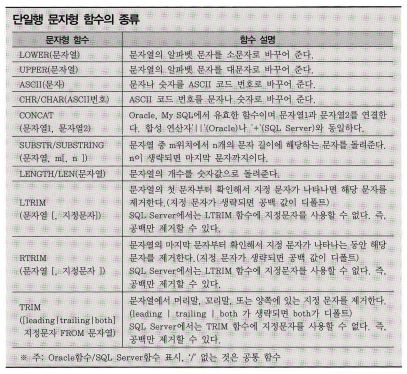 단일행 문자형 함수의 종류
문자형 함수 함수 설명
LOWER(문자열) 문자열의 알파벳 문자를 소문자로 바꾸어 준다.
UPPER(문자열) 문자열의 알파벳 문자를 대문자로 바꾸어 준다.
ASCII(문자) 문자나 숫자를 ASCII 코드 번호로 바꾸어 준다.
CHR/CHAR(ASCII번호) ASCII 코드 번호를 문자나 숫자로 바꾸어 준다.
CONCAT Oracle, My SQL에서 유효한 함수이며 문자열1과 문자열2를 연결한
(문자열1, 문자열2) 다. 합성 연산자'||'(Oracle)나 '+'(SQL Server)와 동일하다.
SUBSTR/SUBSTRING 문자열 중 m위치에서 n개의 문자 길이에 해당하는 문자를 돌려준다.
(문자열, m[, n ]) n이 생략되면 마지막 문자까지이다.
LENGTH/LEN(문자열) 문자열의 개수를 숫자값으로 돌려준다.
문자열의 첫 문자부터 확인해서 지정 문자가 나타나면 해당 문자를
LTRIM 제거한다.(지정 문자가 생략되면 공백 값이 디폴트)
(문자열 [, 지정문자]) SQL Server에서는 LTRIM 함수에 지정문자를 사용할 수 없다. 즉,
공백만 제거할 수 있다.
문자열의 마지막 문자부터 확인해서 지정 문자가 나타나는 동안 해당
RTRIM 문자를 제거한다.(지정 문자가 생략되면 공백 값이 디폴트)
(문자열 [, 지정문자 ]) SQL Server에서는 LTRIM 함수에 지정문자를 사용할 수 없다. 즉,
공백만 제거할 수 있다.
문자열에서 머리말, 꼬리말, 또는 양쪽에 있는 지정 문자를 제거한다.
TRIM (leading | trailing | both 가 생략되면 both가 디폴트)
([leading|trailing|both] SQL Server에서는 TRIM 함수에 지정문자를 사용할 수 없다. 즉,
지정문자 FROM 문자열) 공백만 제거할 수 있다.
※ 주: Oracle함수/SQL Server함수 표시, '/' 없는 것은 공통 함수